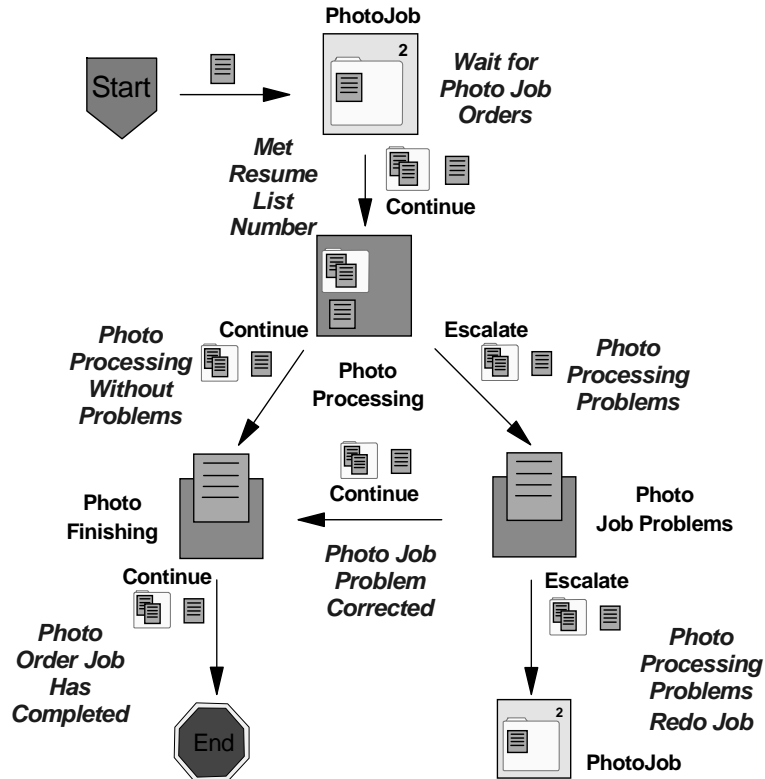 PhotoJob
2
Wait for
Photo Job
Orders
Start
Met
Resume
List
Number
Continue
Continue
Escalate
Photo
Processing
Without
Problems
Photo
Processing
Photo
Processing
Problems
Continue
Photo
Finishing
Photo
Job Problems
Photo Job
Problem
Corrected
Continue
Escalate
Photo
Order Job
Has
Completed
Photo
Processing
Problems
Redo Job
End
2
PhotoJob